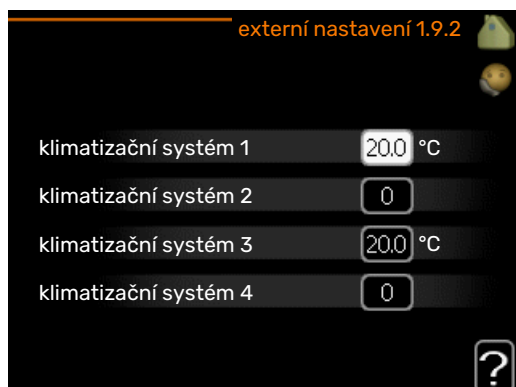 externí nastavení 1.9.2
klimatizační systém 1 20.0 °C
klimatizační systém 2 0
klimatizační systém 3 20.0 °C
klimatizační systém 4 0
?